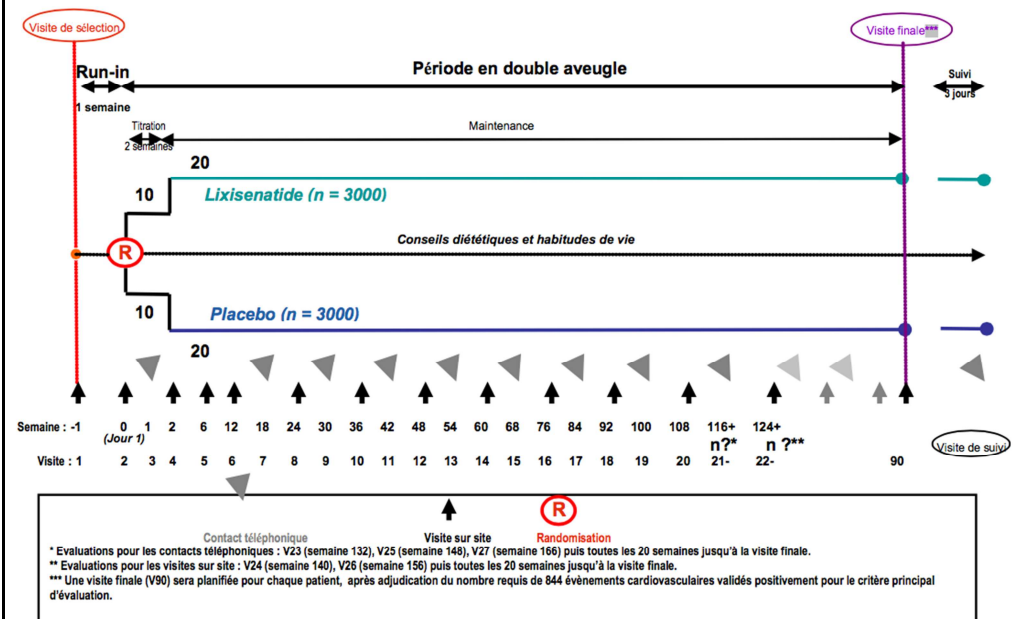 Visite de sélection
Visite finale***
Run-in
Période en double aveugle
Suivi
3 jours
1 semaine
Titration
2 semaines
Maintenance
20
10
Lixisenatide (n = 3000)
R
Conseils diététiques et habitudes de vie
10
Placebo (n = 3000)
20
Semaine : -1 0 1 2 6 12 18 24 30 36 42 48 54 60 68 76 84 92 100 108 116+ 124+
(Jour 1) n?* n ?**
Visite de suivi
Visite : 1 2 3 4 5 6 7 8 9 10 11 12 13 14 15 16 17 18 19 20 21- 22- 90
R
Contact téléphonique Visite sur site Randomisation
* Evaluations pour les contacts téléphoniques : V23 (semaine 132), V25 (semaine 148), V27 (semaine 166) puis toutes les 20 semaines jusqu'à la visite finale.
** Evaluations pour les visites sur site : V24 (semaine 140), V26 (semaine 156) puis toutes les 20 semaines jusqu'à la visite finale.
*** Une visite finale (V90) sera planifiée pour chaque patient, après adjudication du nombre requis de 844 évènements cardiovasculaires validés positivement pour le critère principal
d'évaluation.